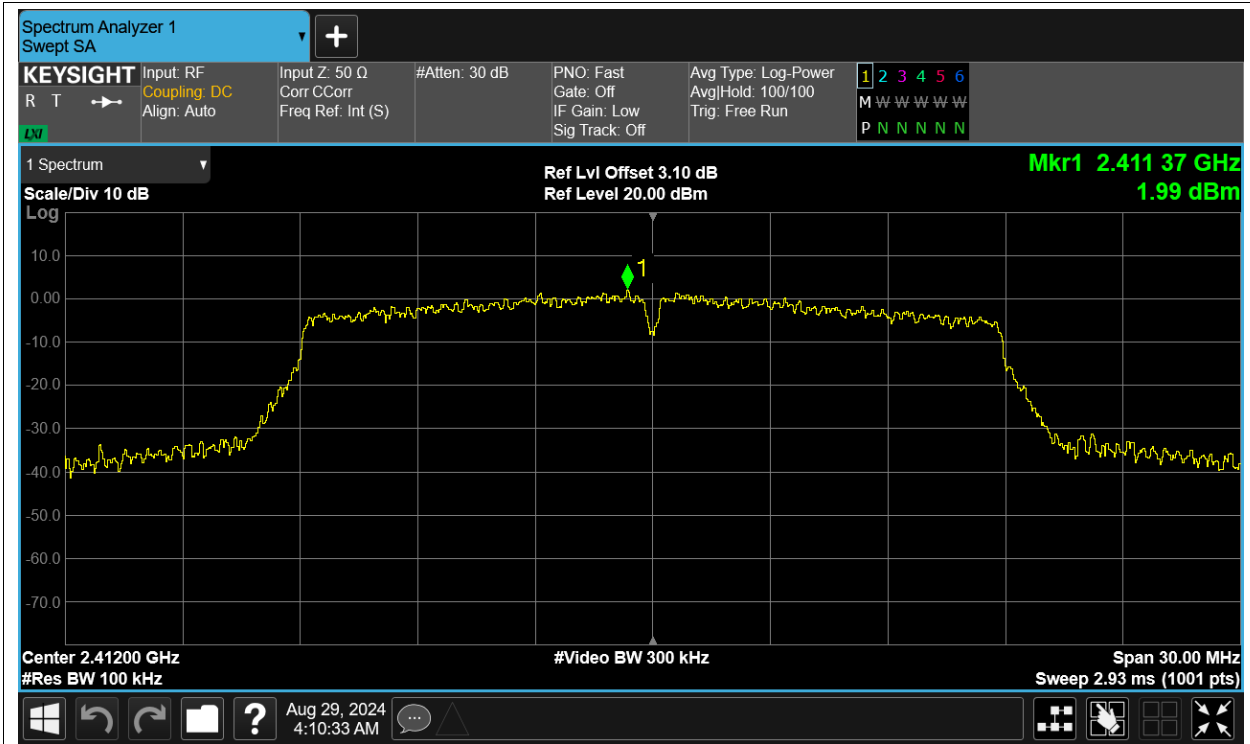 Spectrum Analyzer 1
Swept SA
KEYSIGHT
R T
LXI
Input: RF
Coupling: DC
Align: Auto
Input Z: 50 Ω
Corr CCorr
Freq Ref: Int (S)
#Atten: 30 dB
PNO: Fast
Gate: Off
IF Gain: Low
Sig Track: Off
Avg Type: Log-Power
Avg|Hold: 100/100
Trig: Free Run
1 2 3 4 5 6
M W W W W W
P N N N N N
1 Spectrum
Scale/Div 10 dB
Log
Ref Lvl Offset 3.10 dB
Ref Level 20.00 dBm
Mkr1 2.411 37 GHz
1.99 dBm
1
10.0
0.00
-10.0
-20.0
-30.0
-40.0
-50.0
-60.0
-70.0
Center 2.41200 GHz
#Res BW 100 kHz
#Video BW 300 kHz
Span 30.00 MHz
Sweep 2.93 ms (1001 pts)
?
Aug 29, 2024
4:10:33 AM